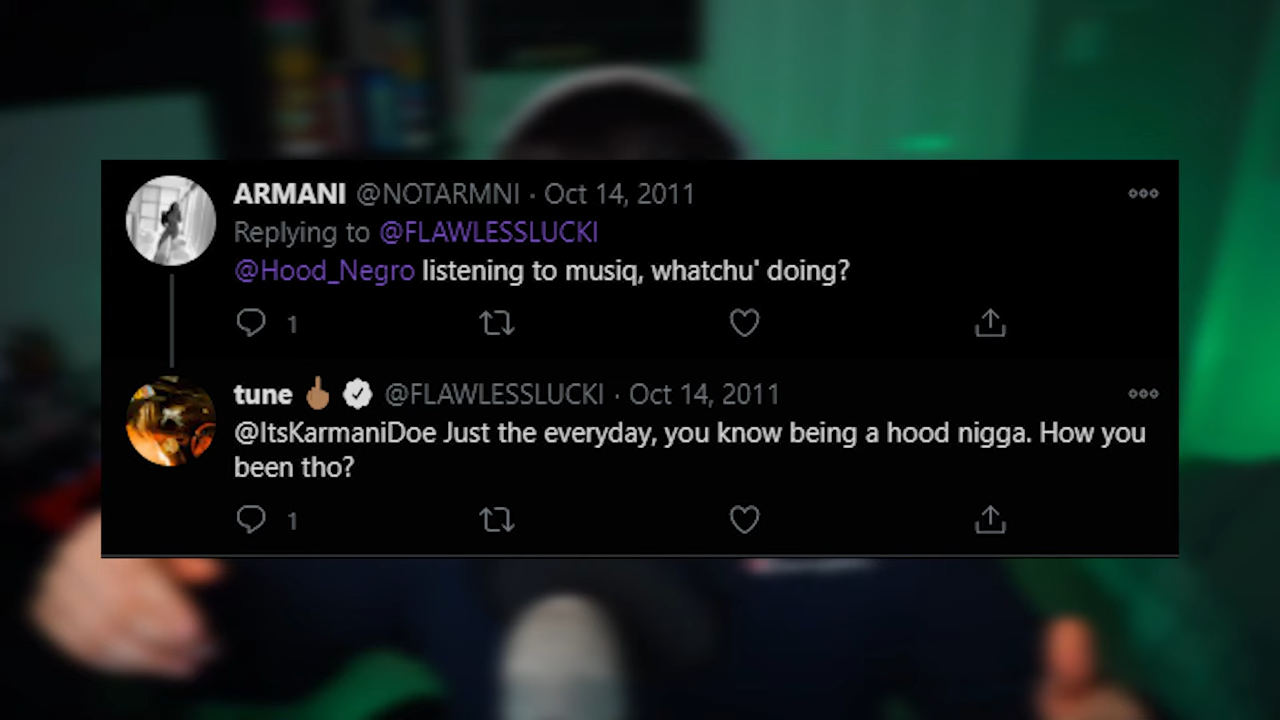 ARMANI @NOTARMNI · Oct 14, 2011
Replying to @FLAWLESSLUCKI
@Hood_Negro listening to musiq, whatchu' doing?
1
tune 🖕🏽 @FLAWLESSLUCKI · Oct 14, 2011
@ItsKarmaniDoe Just the everyday, you know being a hood nigga. How you
been tho?
1